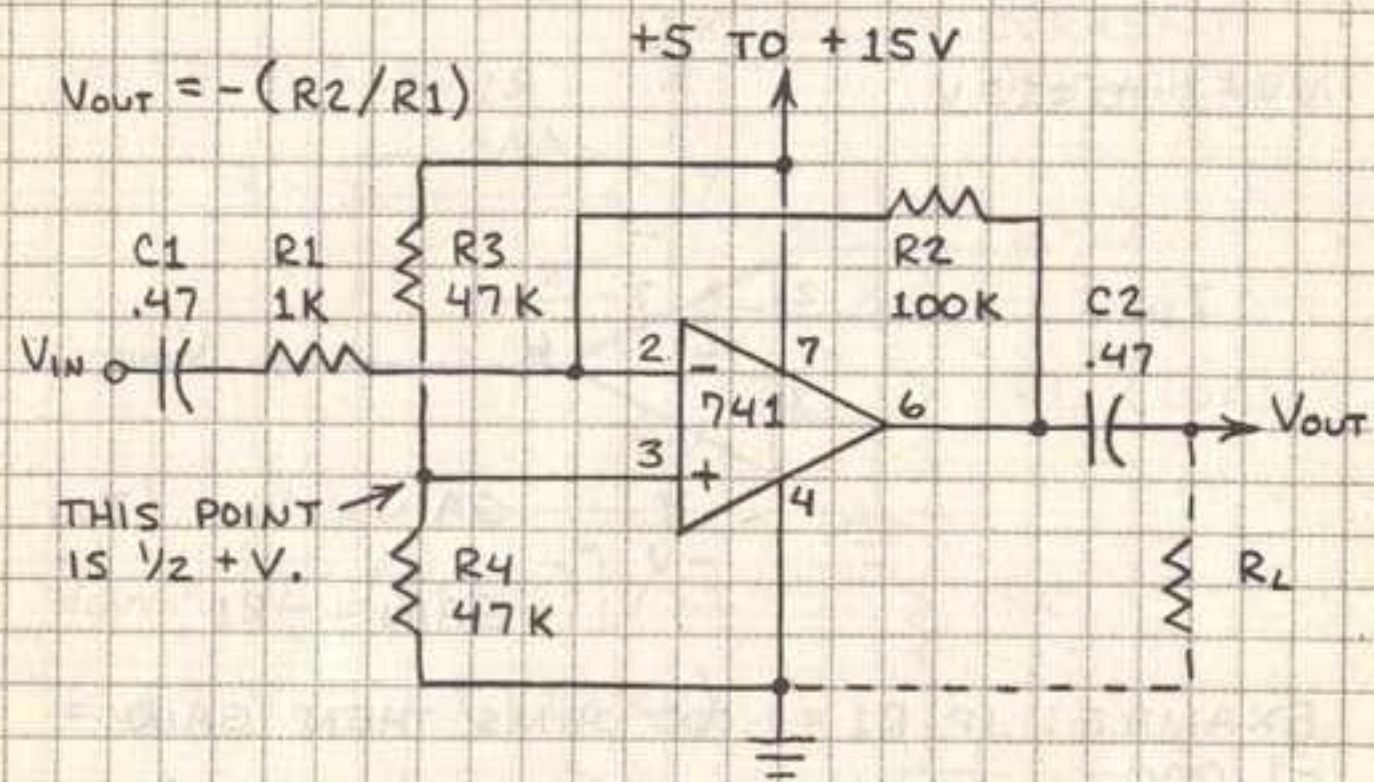 +5 TO +15V
VOUT = -(R2/R1)
C1
.47
R1
1K
R3
47K
R2
100K
C2
.47
VIN
2
-
7
741
6
VOUT
3
+
4
THIS POINT
IS 1/2 +V.
R4
47K
RL